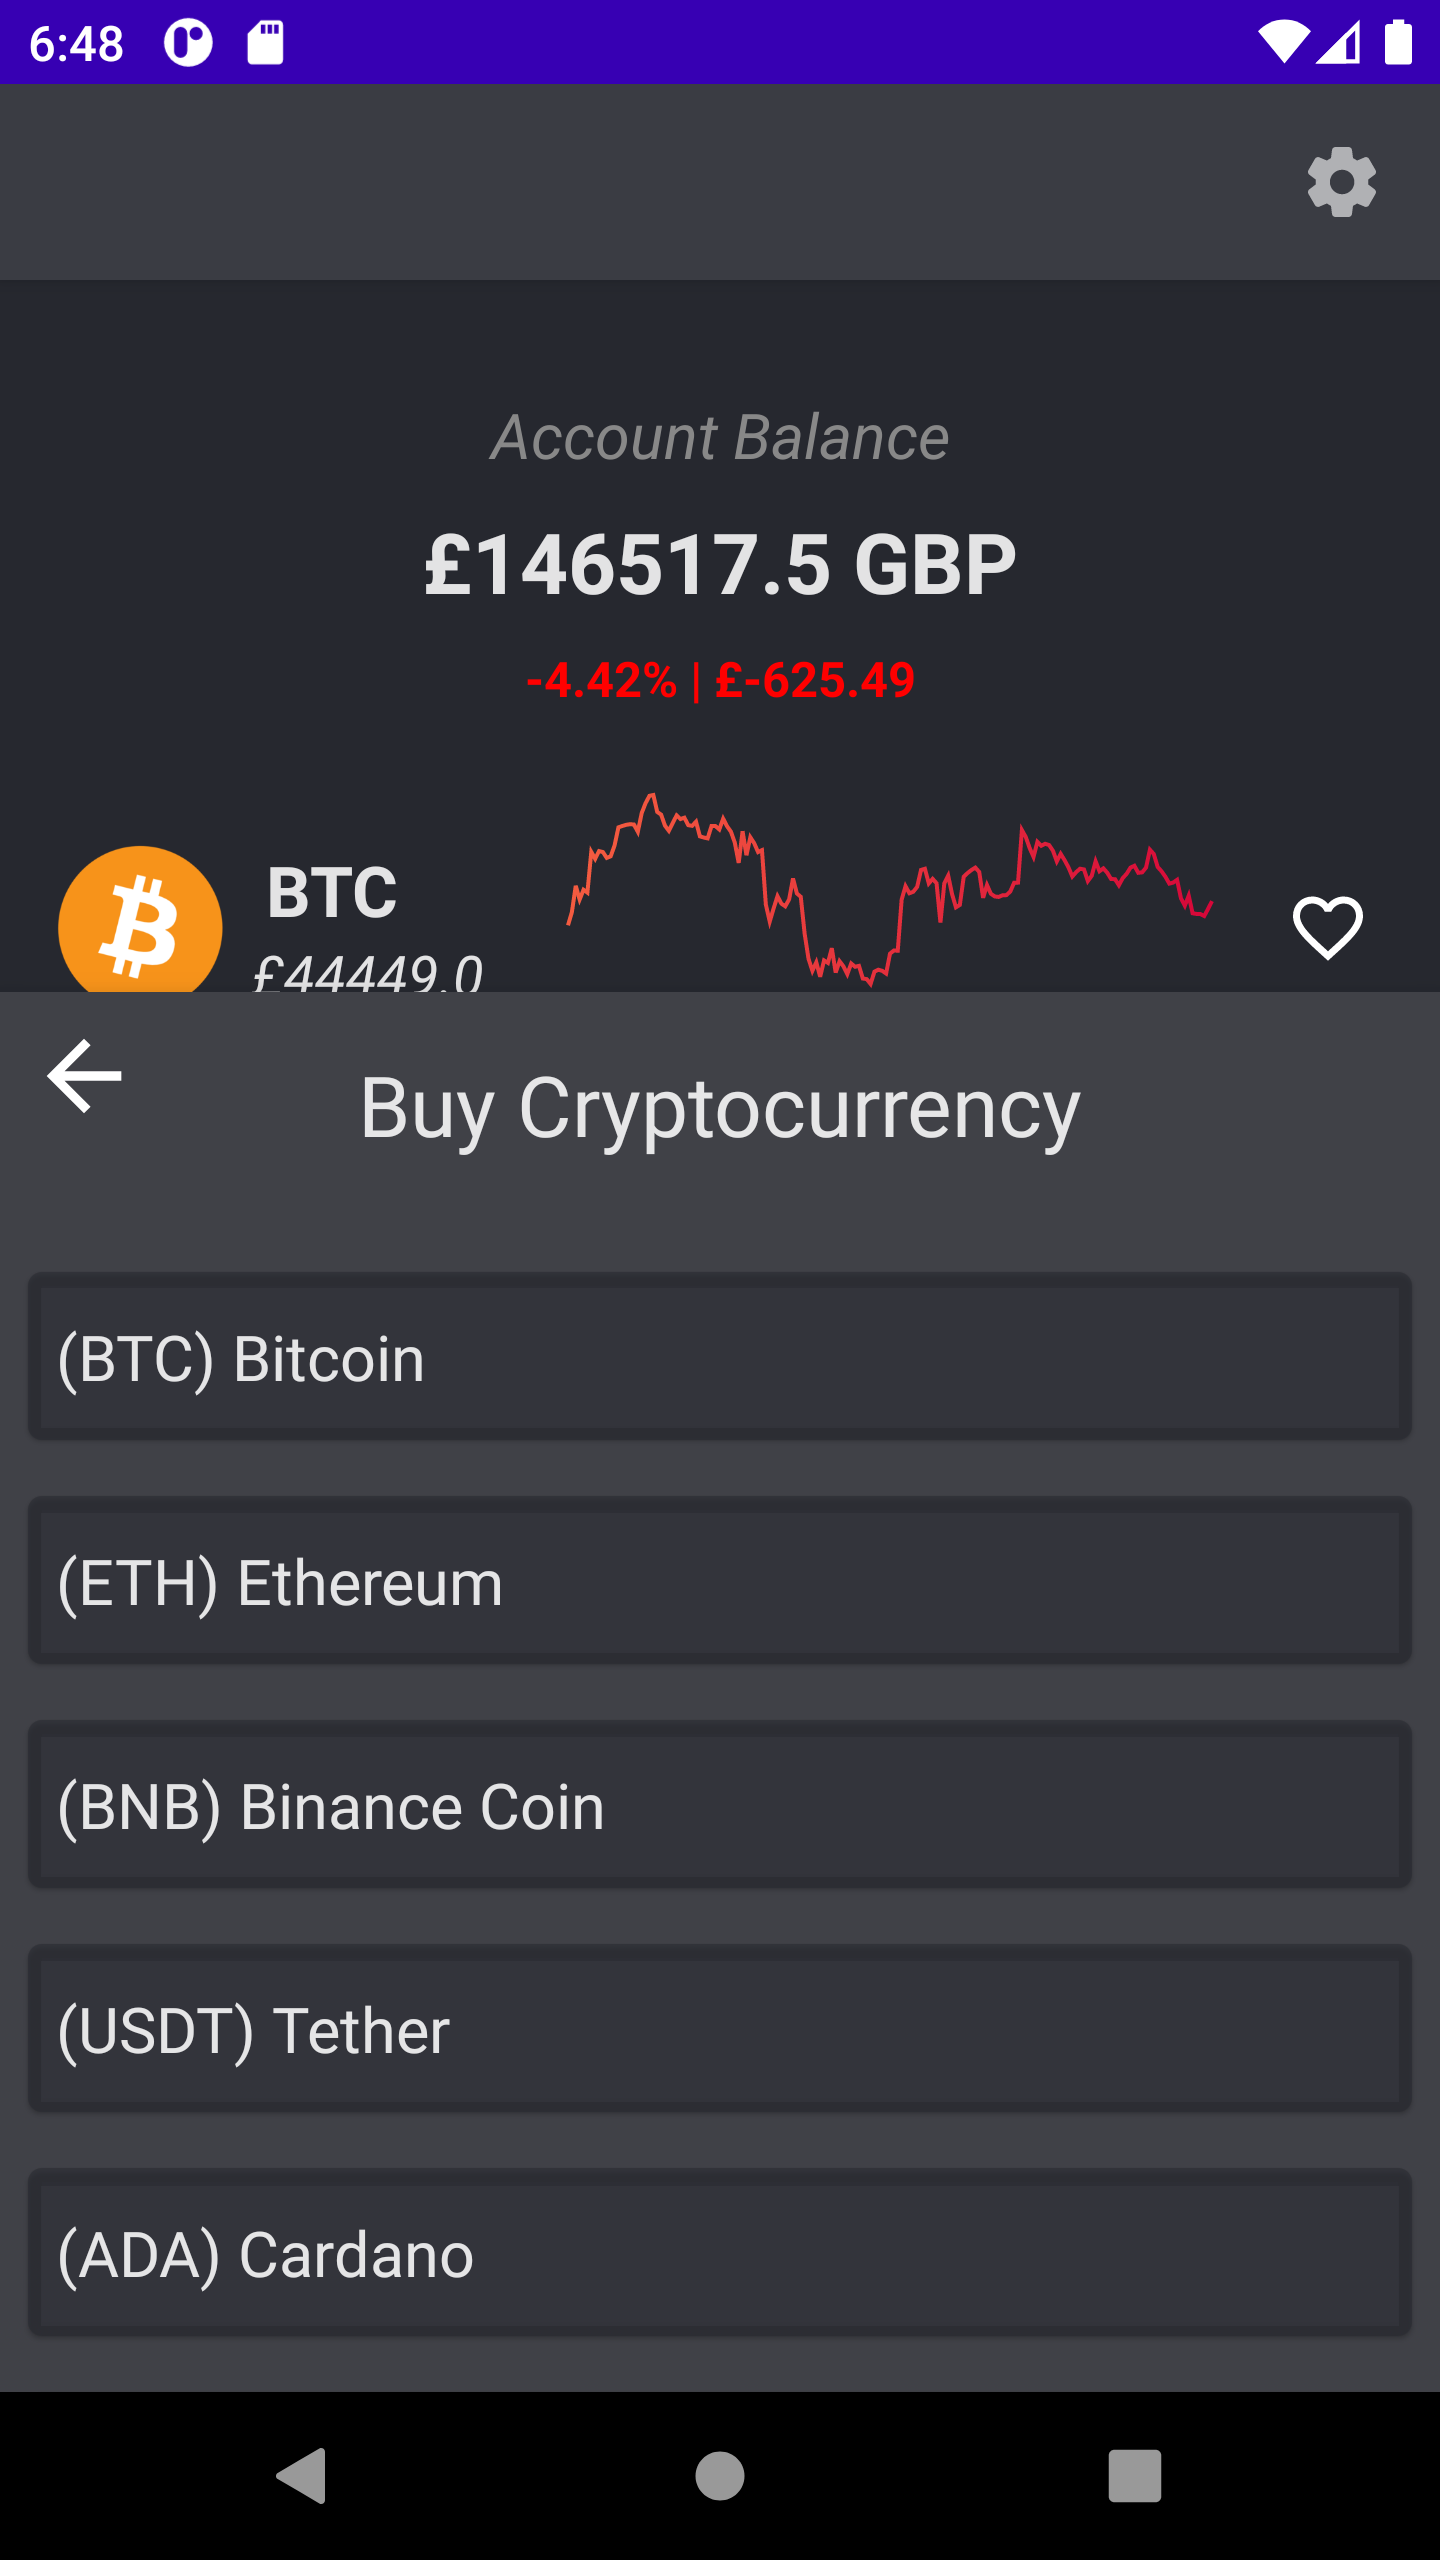 6:48
Account Balance
£146517.5 GBP
-4.42% | £-625.49
BTC
£44449.0
Buy Cryptocurrency
(BTC) Bitcoin
(ETH) Ethereum
(BNB) Binance Coin
(USDT) Tether
(ADA) Cardano